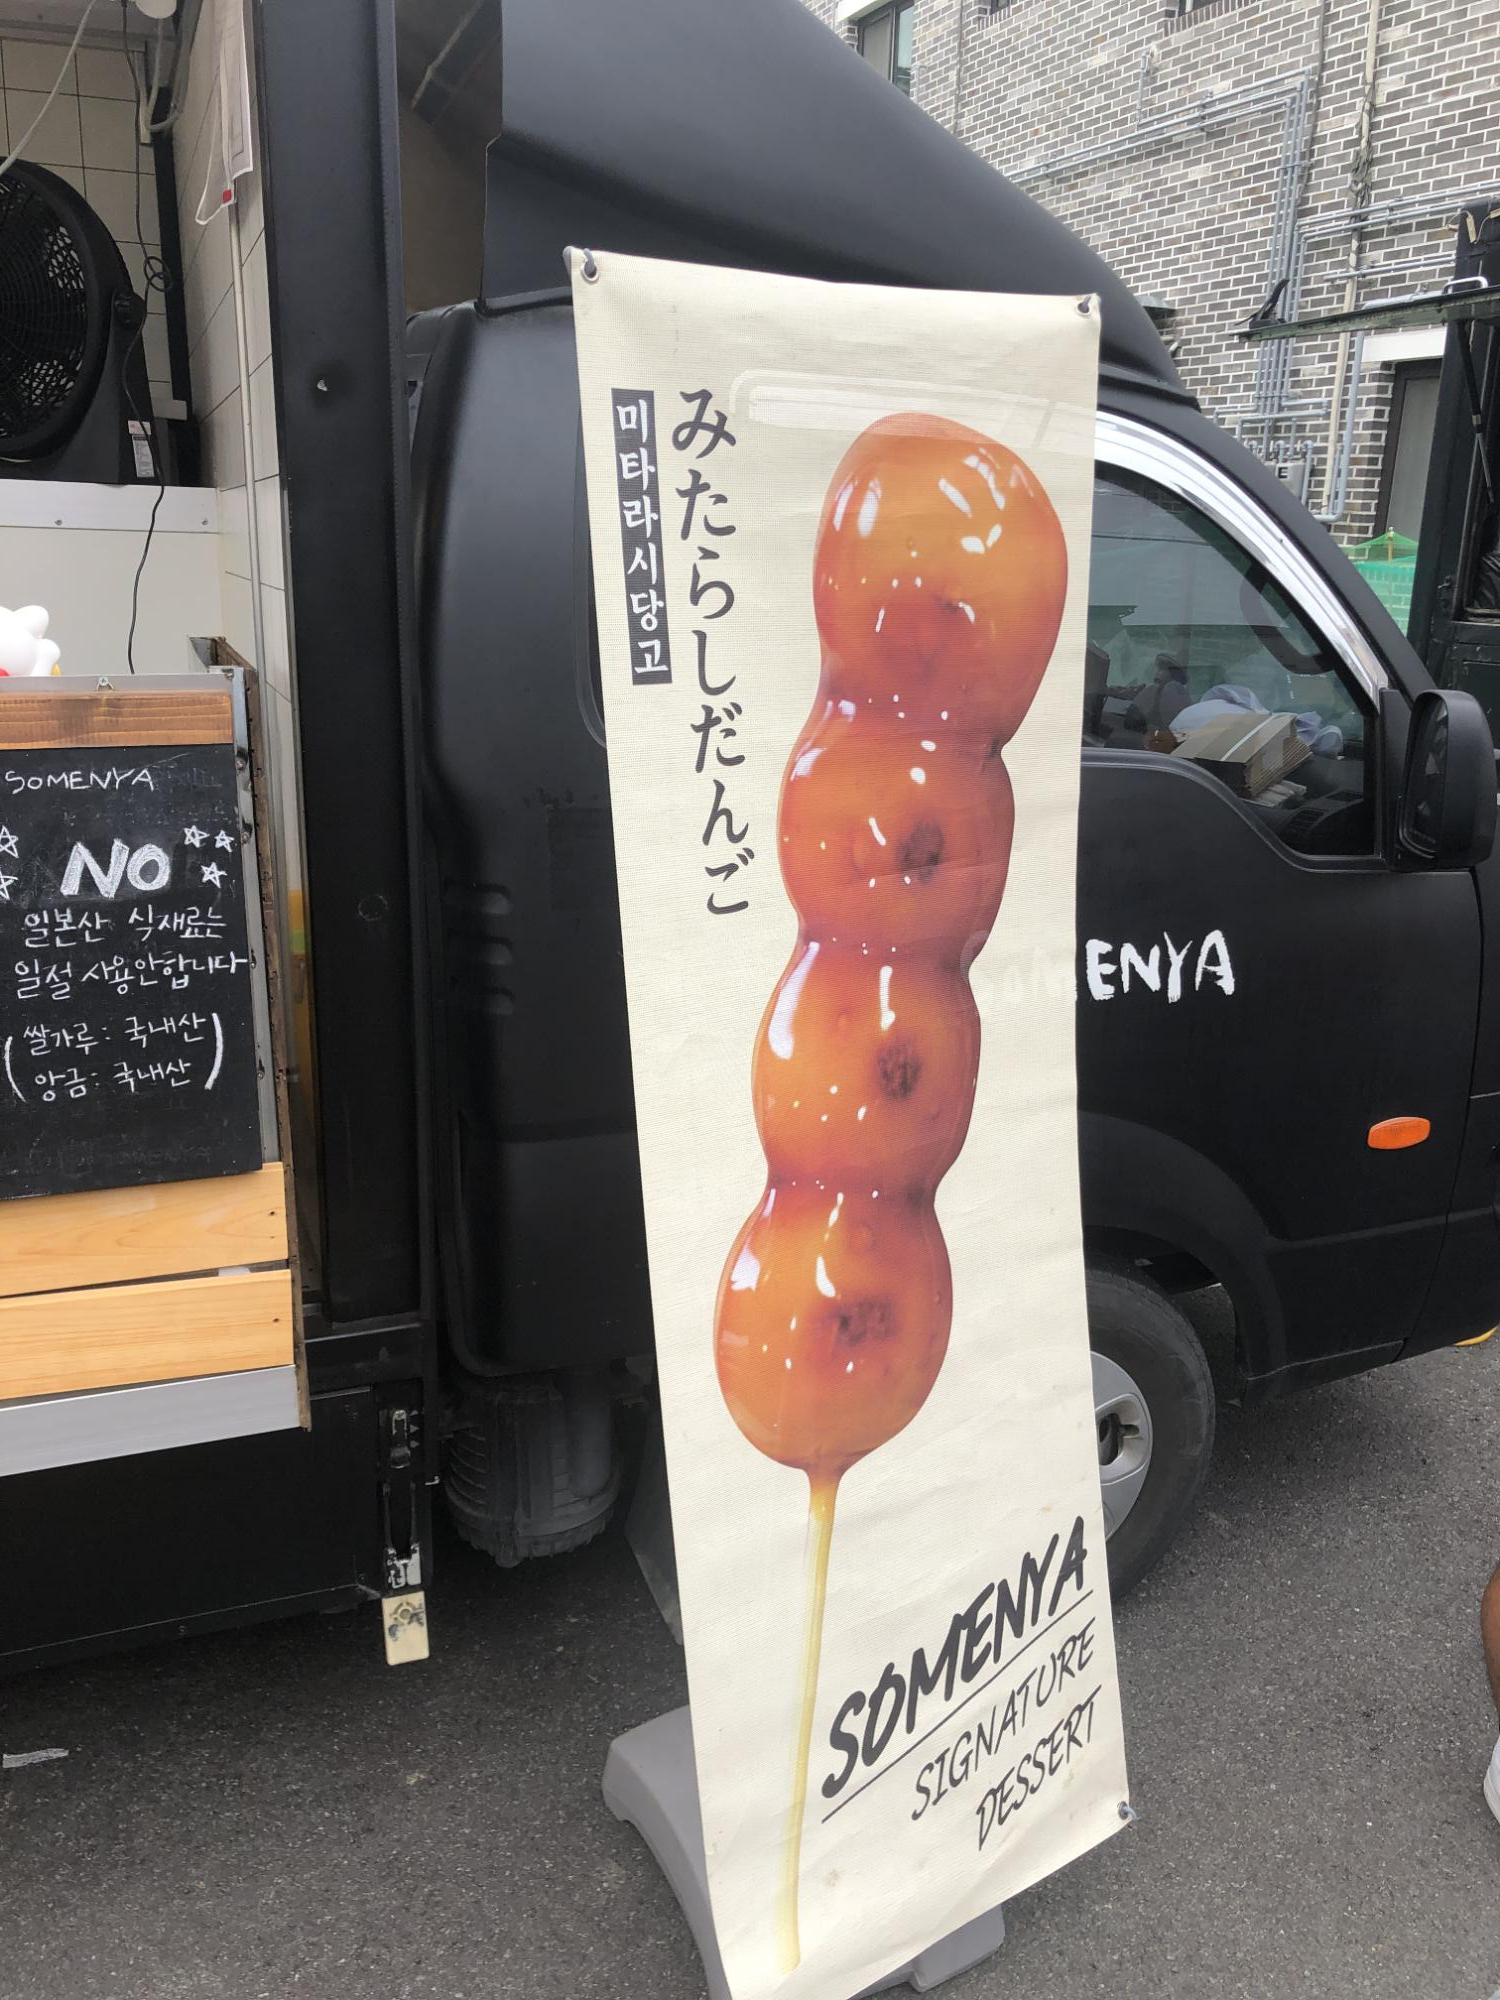 미타라시당고
みたらしだんご
SOMENYA
SIGNATURE
DESSERT
SOMENYA
NO
일본산 식재료는
일절 사용안합니다
(쌀가루: 국내산
앙금: 국내산)
SOMENYA